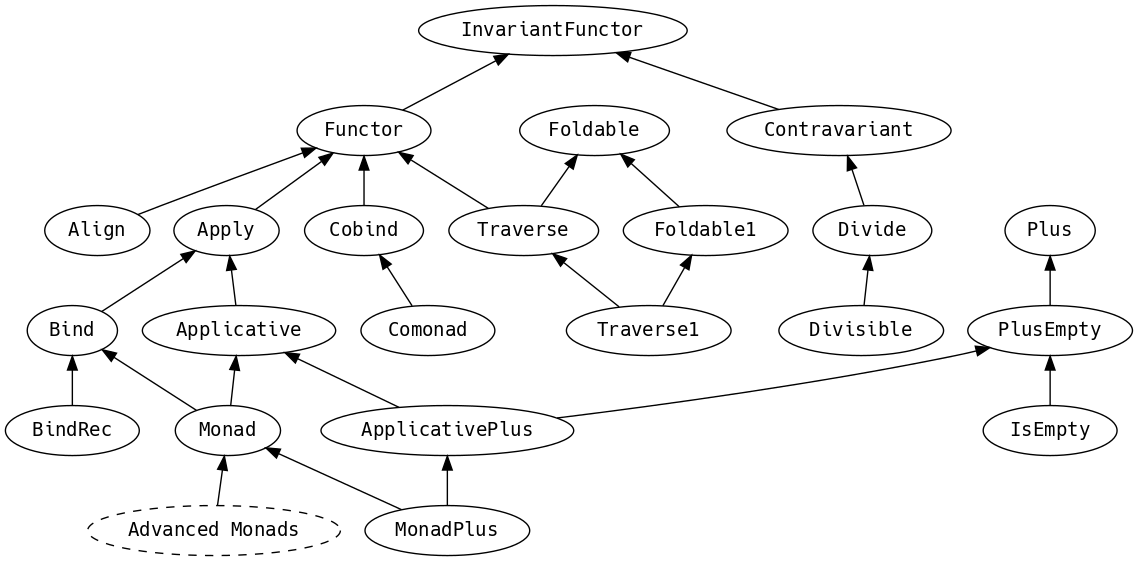 InvariantFunctor
Functor
Foldable
Contravariant
Align
Apply
Cobind
Traverse
Foldable1
Divide
Plus
Bind
Applicative
Comonad
Traverse1
Divisible
PlusEmpty
BindRec
Monad
ApplicativePlus
IsEmpty
Advanced Monads
MonadPlus